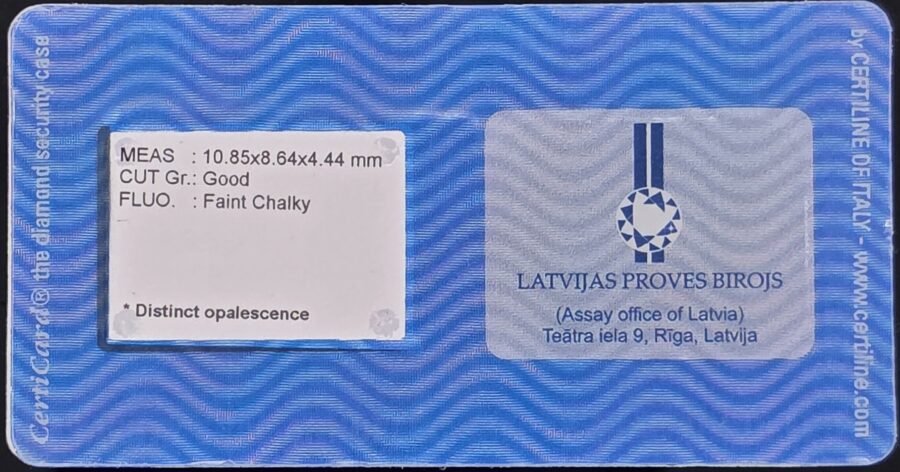 CertiCard® the diamond security case
MEAS : 10.85x8.64x4.44 mm
CUT Gr.: Good
FLUO. : Faint Chalky
* Distinct opalescence
LATVIJAS PROVES BIROJS
(Assay office of Latvia)
Teātra iela 9, Rīga, Latvija
by CERTILINE OF ITALY - www.certiline.com